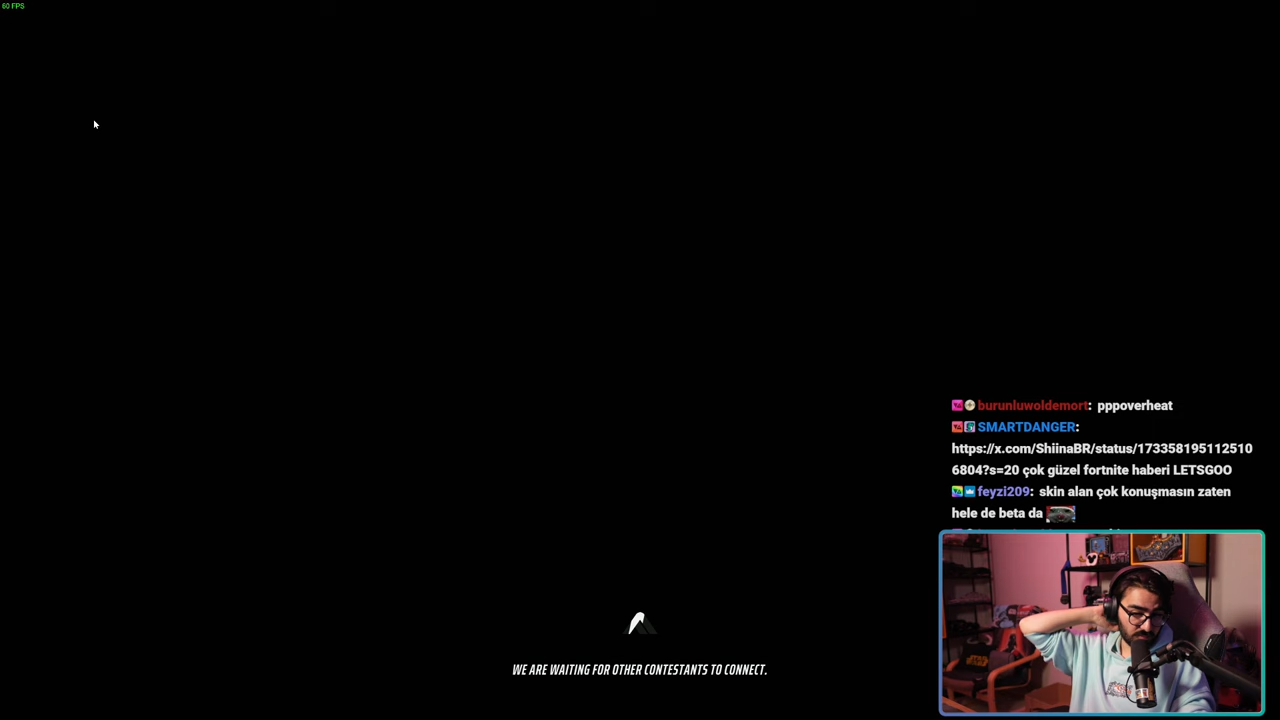 60 FPS
burunluwoldemort: pppoverheat
SMARTDANGER:
https://x.com/ShiinaBR/status/173358195112510
6804?s=20 çok güzel fortnite haberi LETSGOO
feyzi209: skin alan çok konuşmasın zaten
hele de beta da
WE ARE WAITING FOR OTHER CONTESTANTS TO CONNECT.